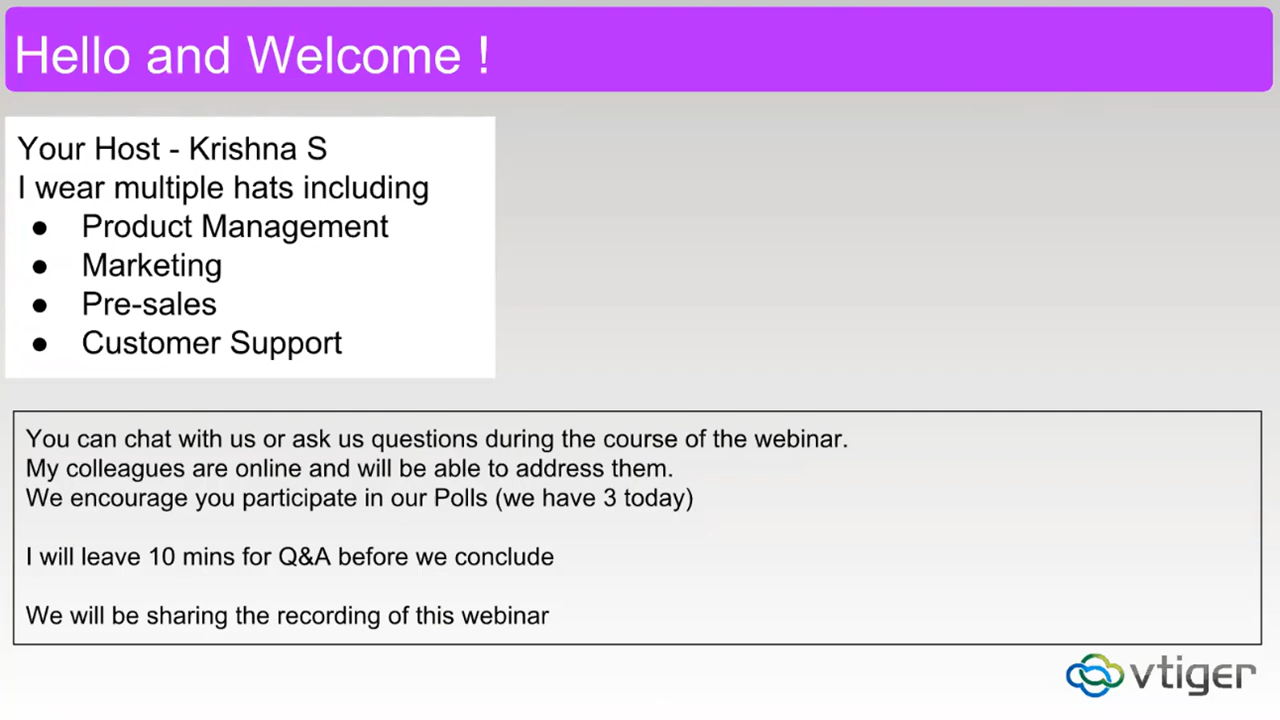 Hello and Welcome !
Your Host - Krishna S
I wear multiple hats including
● Product Management
● Marketing
● Pre-sales
● Customer Support
You can chat with us or ask us questions during the course of the webinar.
My colleagues are online and will be able to address them.
We encourage you participate in our Polls (we have 3 today)
I will leave 10 mins for Q&A before we conclude
We will be sharing the recording of this webinar
vtiger